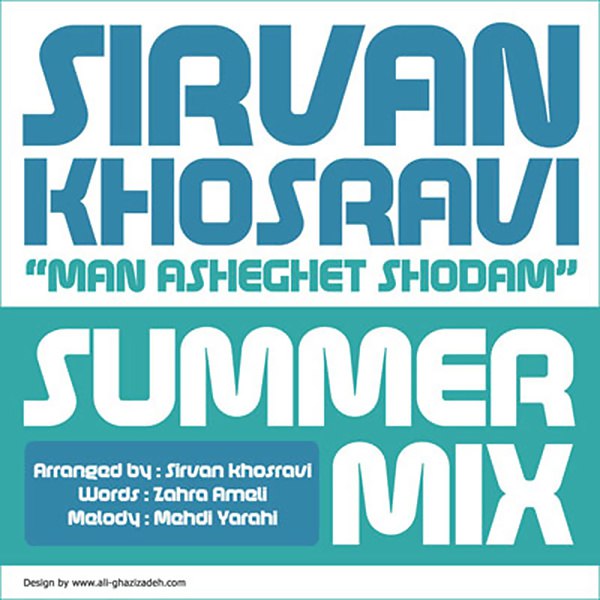 SIRVAN
KHOSRAVI
“MAN ASHEGHET SHODAM”
SUMMER
MIX
Arranged by : Sirvan Khosravi
Words : Zahra Ameli
Melody : Mehdi Yarahi
Design by www.ali-ghazizadeh.com